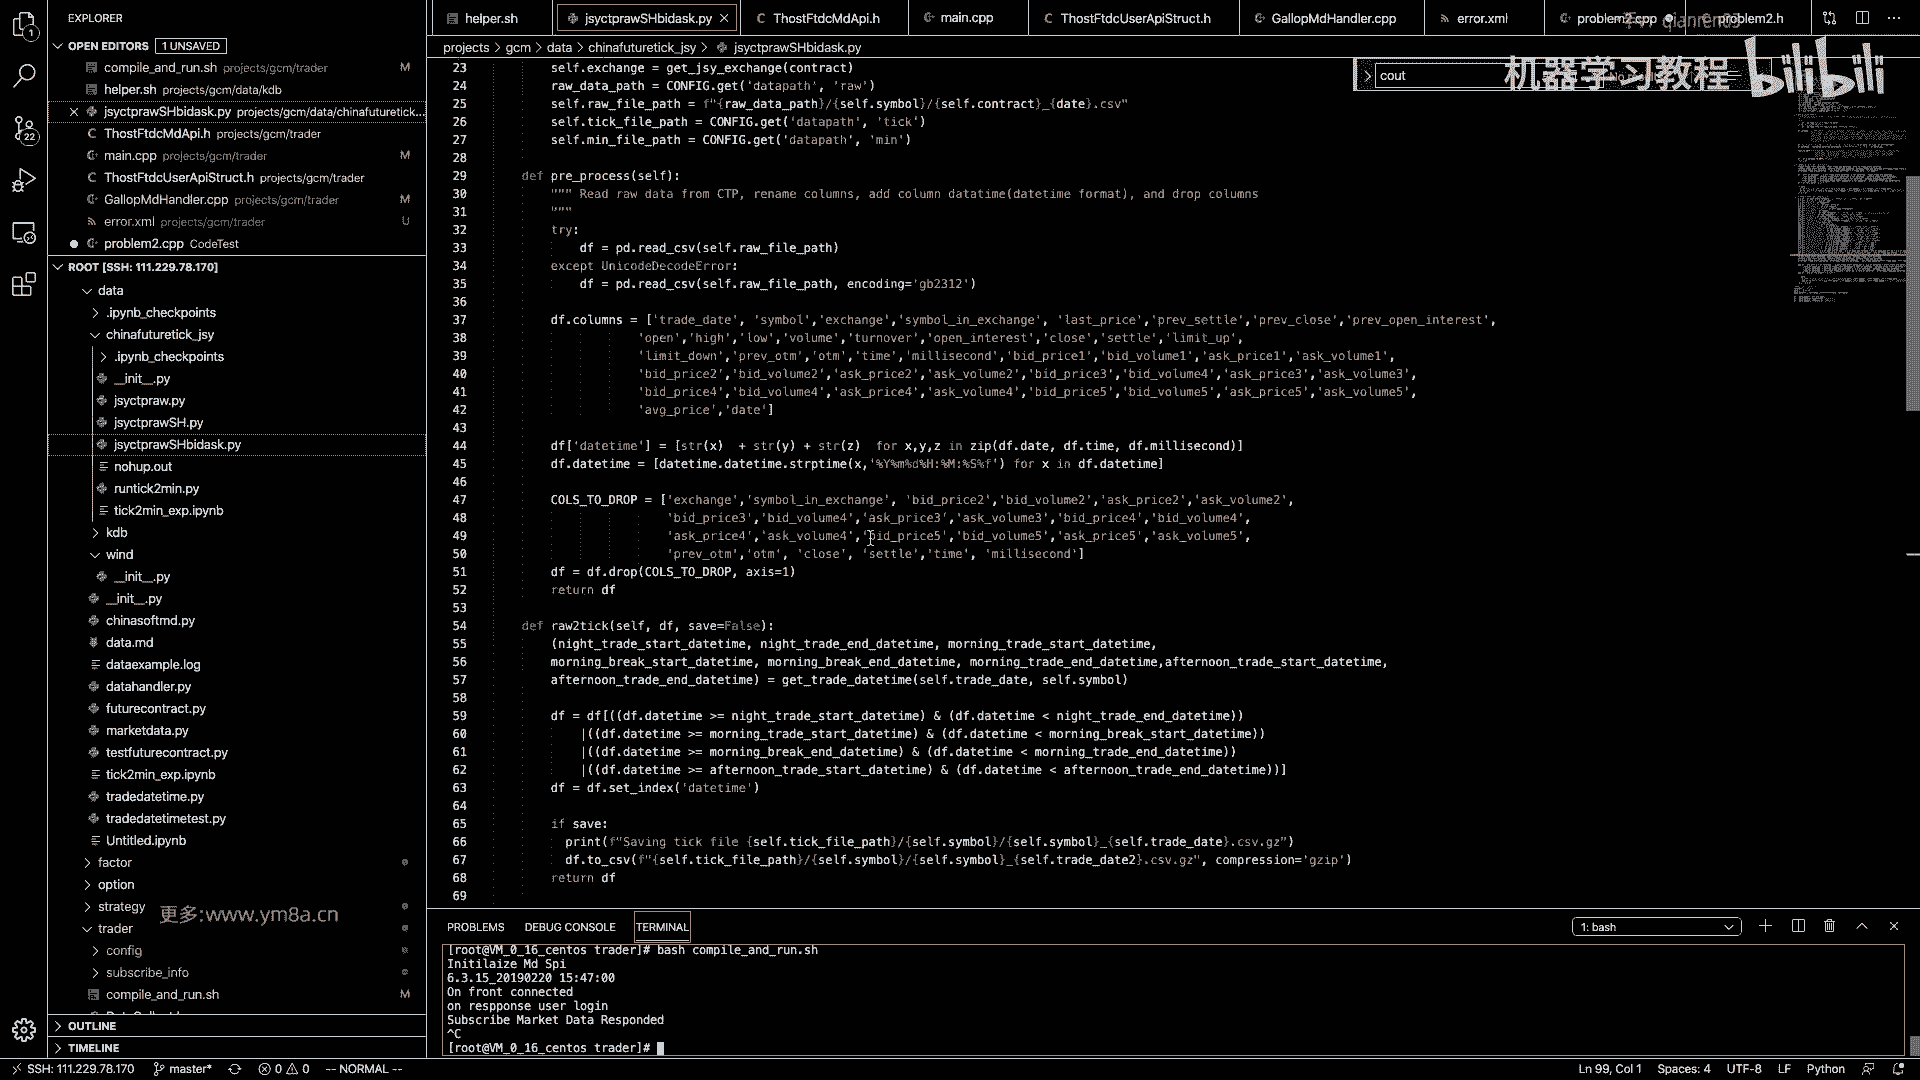 EXPLORER
OPEN EDITORS 1 UNSAVED
compile_and_run.sh projects/gcm/trader M
helper.sh projects/gcm/data/kdb
jsyctprawSHbidask.py projects/gcm/data/chinafuturetick...
ThostFtdcMdApi.h projects/gcm/trader
main.cpp projects/gcm/trader M
ThostFtdcUserApiStruct.h projects/gcm/trader
GallopMdHandler.cpp projects/gcm/trader M
error.xml projects/gcm/trader U
problem2.cpp CodeTest
ROOT [SSH: 111.229.78.170]
data
.ipynb_checkpoints
chinafuturetick_jsy
.ipynb_checkpoints
__init__.py
jsyctpraw.py
jsyctprawSH.py
jsyctprawSHbidask.py
nohup.out
runtick2min.py
tick2min_exp.ipynb
kdb
wind
__init__.py
__init__.py
chinasoftmd.py
data.md
dataexample.log
datahandler.py
futurecontract.py
marketdata.py
testfuturecontract.py
tick2min_exp.ipynb
tradedatetime.py
tradedatetimetest.py
Untitled.ipynb
factor
option
strategy
更多:www.ym8a.cn
trader
config
subscribe_info
compile_and_run.sh M
OUTLINE
TIMELINE
helper.sh jsyctprawSHbidask.py ThostFtdcMdApi.h main.cpp ThostFtdcUserApiStruct.h GallopMdHandler.cpp error.xml problem2.cpp problem2.h
projects > gcm > data > chinafuturetick_jsy > jsyctprawSHbidask.py
cout
机器学习教程 bilibili
23 self.exchange = get_jsy_exchange(contract)
24 raw_data_path = CONFIG.get('datapath', 'raw')
25 self.raw_file_path = f"{raw_data_path}/{self.symbol}/{self.contract}_{date}.csv"
26 self.tick_file_path = CONFIG.get('datapath', 'tick')
27 self.min_file_path = CONFIG.get('datapath', 'min')
28
29 def pre_process(self):
30 """ Read raw data from CTP, rename columns, add column datatime(datetime format), and drop columns
31 """
32 try:
33 df = pd.read_csv(self.raw_file_path)
34 except UnicodeDecodeError:
35 df = pd.read_csv(self.raw_file_path, encoding='gb2312')
36
37 df.columns = ['trade_date', 'symbol','exchange','symbol_in_exchange', 'last_price','prev_settle','prev_close','prev_open_interest',
38 'open','high','low','volume','turnover','open_interest','close','settle','limit_up',
39 'limit_down','prev_otm','otm','time','millisecond','bid_price1','bid_volume1','ask_price1','ask_volume1',
40 'bid_price2','bid_volume2','ask_price2','ask_volume2','bid_price3','bid_volume4','ask_price3','ask_volume3',
41 'bid_price4','bid_volume4','ask_price4','ask_volume4','bid_price5','bid_volume5','ask_price5','ask_volume5',
42 'avg_price','date']
43
44 df['datetime'] = [str(x) + str(y) + str(z) for x,y,z in zip(df.date, df.time, df.millisecond)]
45 df.datetime = [datetime.datetime.strptime(x,'%Y%m%d%H:%M:%S%f') for x in df.datetime]
46
47 COLS_TO_DROP = ['exchange','symbol_in_exchange', 'bid_price2','bid_volume2','ask_price2','ask_volume2',
48 'bid_price3','bid_volume4','ask_price3','ask_volume3','bid_price4','bid_volume4',
49 'ask_price4','ask_volume4','bid_price5','bid_volume5','ask_price5','ask_volume5',
50 'prev_otm','otm', 'close', 'settle','time', 'millisecond']
51 df = df.drop(COLS_TO_DROP, axis=1)
52 return df
53
54 def raw2tick(self, df, save=False):
55 (night_trade_start_datetime, night_trade_end_datetime, morning_trade_start_datetime,
56 morning_break_start_datetime, morning_break_end_datetime, morning_trade_end_datetime,afternoon_trade_start_datetime,
57 afternoon_trade_end_datetime) = get_trade_datetime(self.trade_date, self.symbol)
58
59 df = df[((df.datetime >= night_trade_start_datetime) & (df.datetime < night_trade_end_datetime))
60 |((df.datetime >= morning_trade_start_datetime) & (df.datetime < morning_break_start_datetime))
61 |((df.datetime >= morning_break_end_datetime) & (df.datetime < morning_trade_end_datetime))
62 |((df.datetime >= afternoon_trade_start_datetime) & (df.datetime < afternoon_trade_end_datetime))]
63 df = df.set_index('datetime')
64
65 if save:
66 print(f"Saving tick file {self.tick_file_path}/{self.symbol}/{self.symbol}_{self.trade_date}.csv.gz")
67 df.to_csv(f"{self.tick_file_path}/{self.symbol}/{self.symbol}_{self.trade_date2}.csv.gz", compression='gzip')
68 return df
69
PROBLEMS DEBUG CONSOLE TERMINAL 1: bash
[root@VM_0_16_centos trader]# bash compile_and_run.sh
Initilaize Md Spi
6.3.15_20190220 15:47:00
On front connected
on respponse user login
Subscribe Market Data Responded
^C
[root@VM_0_16_centos trader]#
SSH: 111.229.78.170 master* 0 0 -- NORMAL -- Ln 99, Col 1 Spaces: 4 UTF-8 LF Python